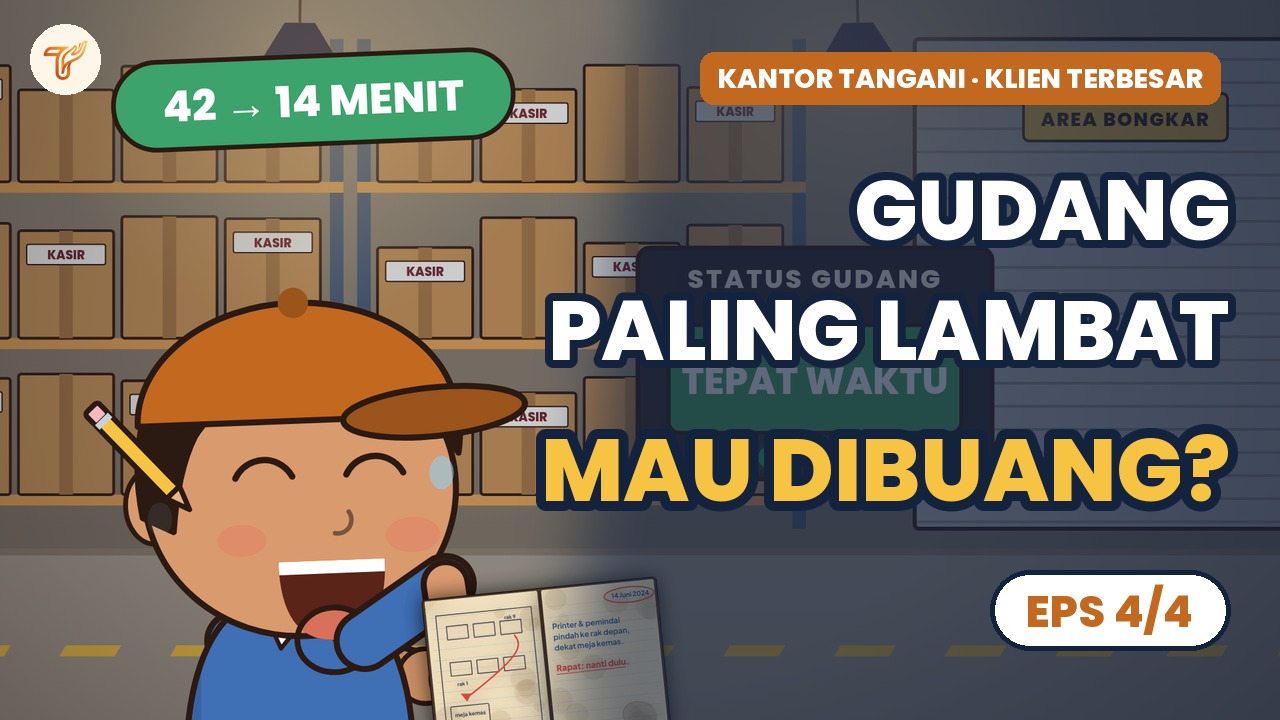 42 → 14 MENIT
KANTOR TANGANI · KLIEN TERBESAR
AREA BONGKAR
GUDANG
STATUS GUDANG
PALING LAMBAT
TEPAT WAKTU
MAU DIBUANG?
EPS 4/4
KASIR
KASIR
KASIR
KASIR
KASIR
14 Juni 2024
Printer & pemindai
pindah ke rak depan,
dekat meja kemas.
Rapat: nanti dulu.
rak 9
rak 1
meja kemas